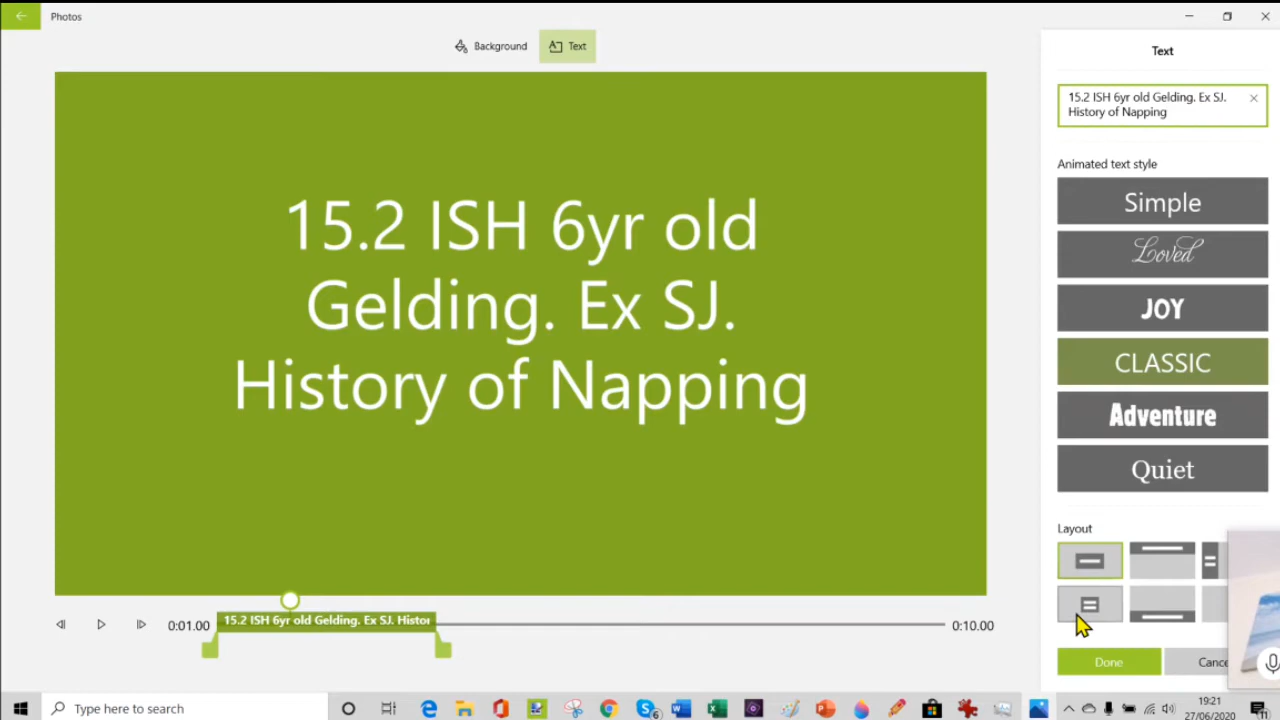 Photos
Background
Text
Text
15.2 ISH 6yr old Gelding. Ex SJ.
History of Napping
Animated text style
Simple
Loved
JOY
CLASSIC
Adventure
Quiet
Layout
15.2 ISH 6yr old
Gelding. Ex SJ.
History of Napping
0:01.00
15.2 ISH 6yr old Gelding. Ex SJ. Histor
0:10.00
Done
Cance
Type here to search
6
19:21
27/06/2020
11